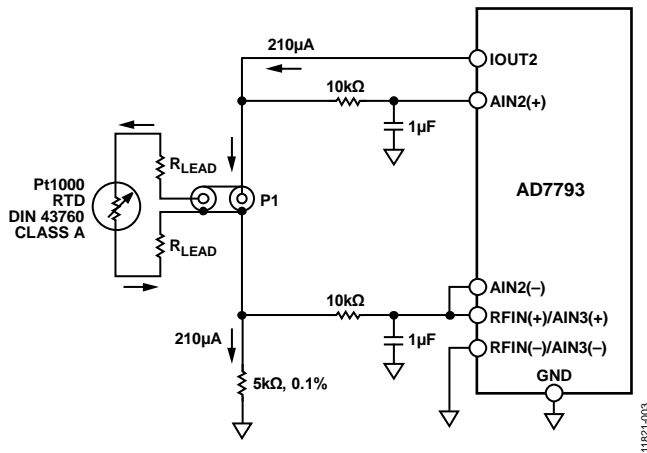 210µA
IOUT2
10kΩ
AIN2(+)
1µF
RLEAD
Pt1000
RTD
DIN 43760
CLASS A
P1
AD7793
RLEAD
AIN2(–)
10kΩ
RFIN(+)/AIN3(+)
210µA
1µF
RFIN(–)/AIN3(–)
GND
5kΩ, 0.1%
11821-003